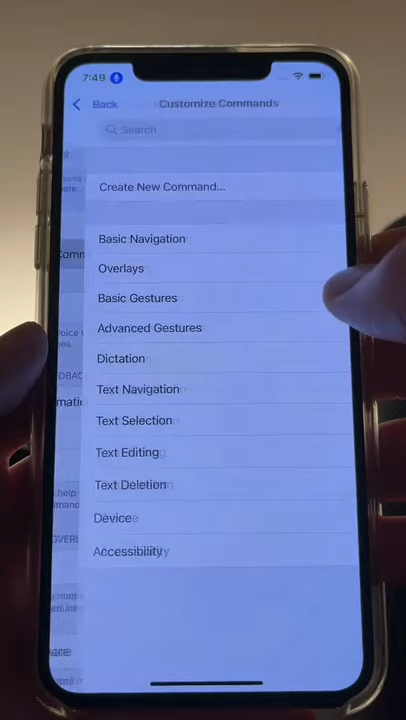 7:49
Back
Customize Commands
Search
Create New Command...
Basic Navigation
Overlays
Basic Gestures
Advanced Gestures
Dictation
Text Navigation
Text Selection
Text Editing
Text Deletion
Device
Accessibility